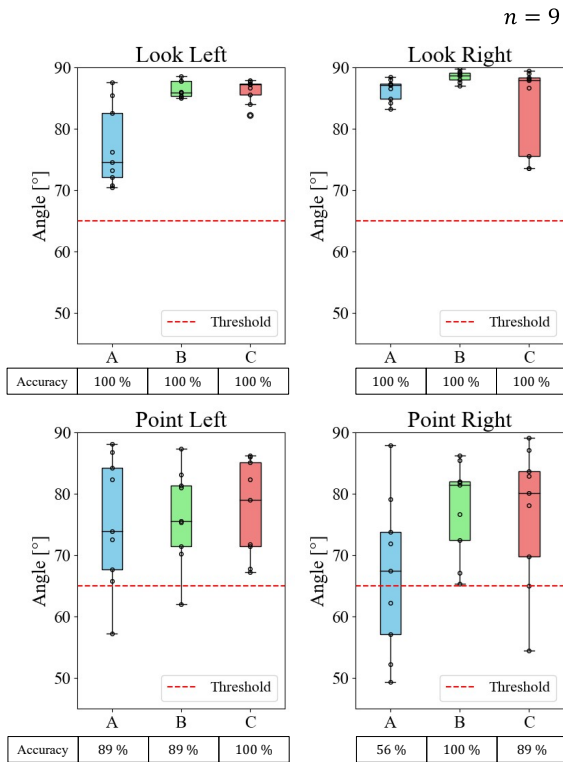 n = 9
Look Left
Look Right
90
80
70
60
50
Angle [°]
Threshold
A B C
90
80
70
60
50
Angle [°]
Threshold
A B C
Accuracy 100 % 100 % 100 %
100 % 100 % 100 %
Point Left
Point Right
90
80
70
60
50
Angle [°]
Threshold
A B C
90
80
70
60
50
Angle [°]
Threshold
A B C
Accuracy 89 % 89 % 100 %
56 % 100 % 89 %